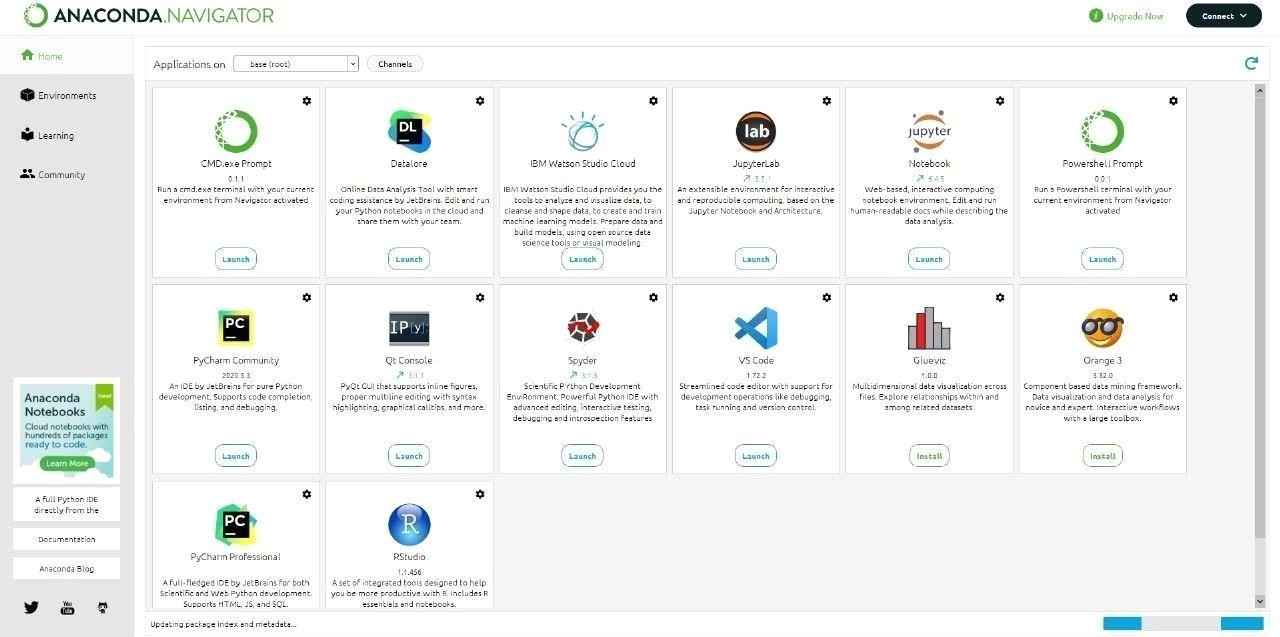 ANACONDA.NAVIGATOR
Upgrade Now
Connect
Home
Environments
Learning
Community
Applications on
base (root)
Channels
CMD.exe Prompt
0.1.1
Run a cmd.exe terminal with your current
environment from Navigator activated
Launch
DL
Datalore
Online Data Analysis Tool with smart
coding assistance by JetBrains. Edit and run
your Python notebooks in the cloud and
share them with your team.
Launch
IBM Watson Studio Cloud
IBM Watson Studio Cloud provides you the
tools to analyze and visualize data, to
cleanse and shape data, to create and train
machine learning models. Prepare data and
build models, using open source data
science tools or visual modeling.
Launch
lab
JupyterLab
3.2.1
An extensible environment for interactive
and reproducible computing, based on the
Jupyter Notebook and Architecture.
Launch
jupyter
Notebook
6.4.5
Web-based, interactive computing
notebook environment. Edit and run
human-readable docs while describing the
data analysis.
Launch
Powershell Prompt
0.0.1
Run a Powershell terminal with your
current environment from Navigator
activated
Launch
PC
PyCharm Community
2020.3.3
An IDE by JetBrains for pure Python
development. Supports code completion,
listing, and debugging.
Launch
IP[y]:
Qt Console
5.1.1
PyQt GUI that supports inline figures,
proper multiline editing with syntax
highlighting, graphical calltips, and more.
Launch
Spyder
5.1.5
Scientific PYthon Development
EnviRonment. Powerful Python IDE with
advanced editing, interactive testing,
debugging and introspection features
Launch
VS Code
1.72.2
Streamlined code editor with support for
development operations like debugging,
task running and version control.
Launch
Glueviz
1.0.0
Multidimensional data visualization across
files. Explore relationships within and
among related datasets.
Install
Orange 3
3.32.0
Component based data mining framework.
Data visualization and data analysis for
novice and expert. Interactive workflows
with a large toolbox.
Install
PC
PyCharm Professional
A full-fledged IDE by JetBrains for both
Scientific and Web Python development.
Supports HTML, JS, and SQL.
R
RStudio
1.1.456
A set of integrated tools designed to help
you be more productive with R. Includes R
essentials and notebooks.
New!
Anaconda
Notebooks
Cloud notebooks with
hundreds of packages
ready to code.
Learn More
A full Python IDE
directly from the
Documentation
Anaconda Blog
You
Tube
Updating package index and metadata...